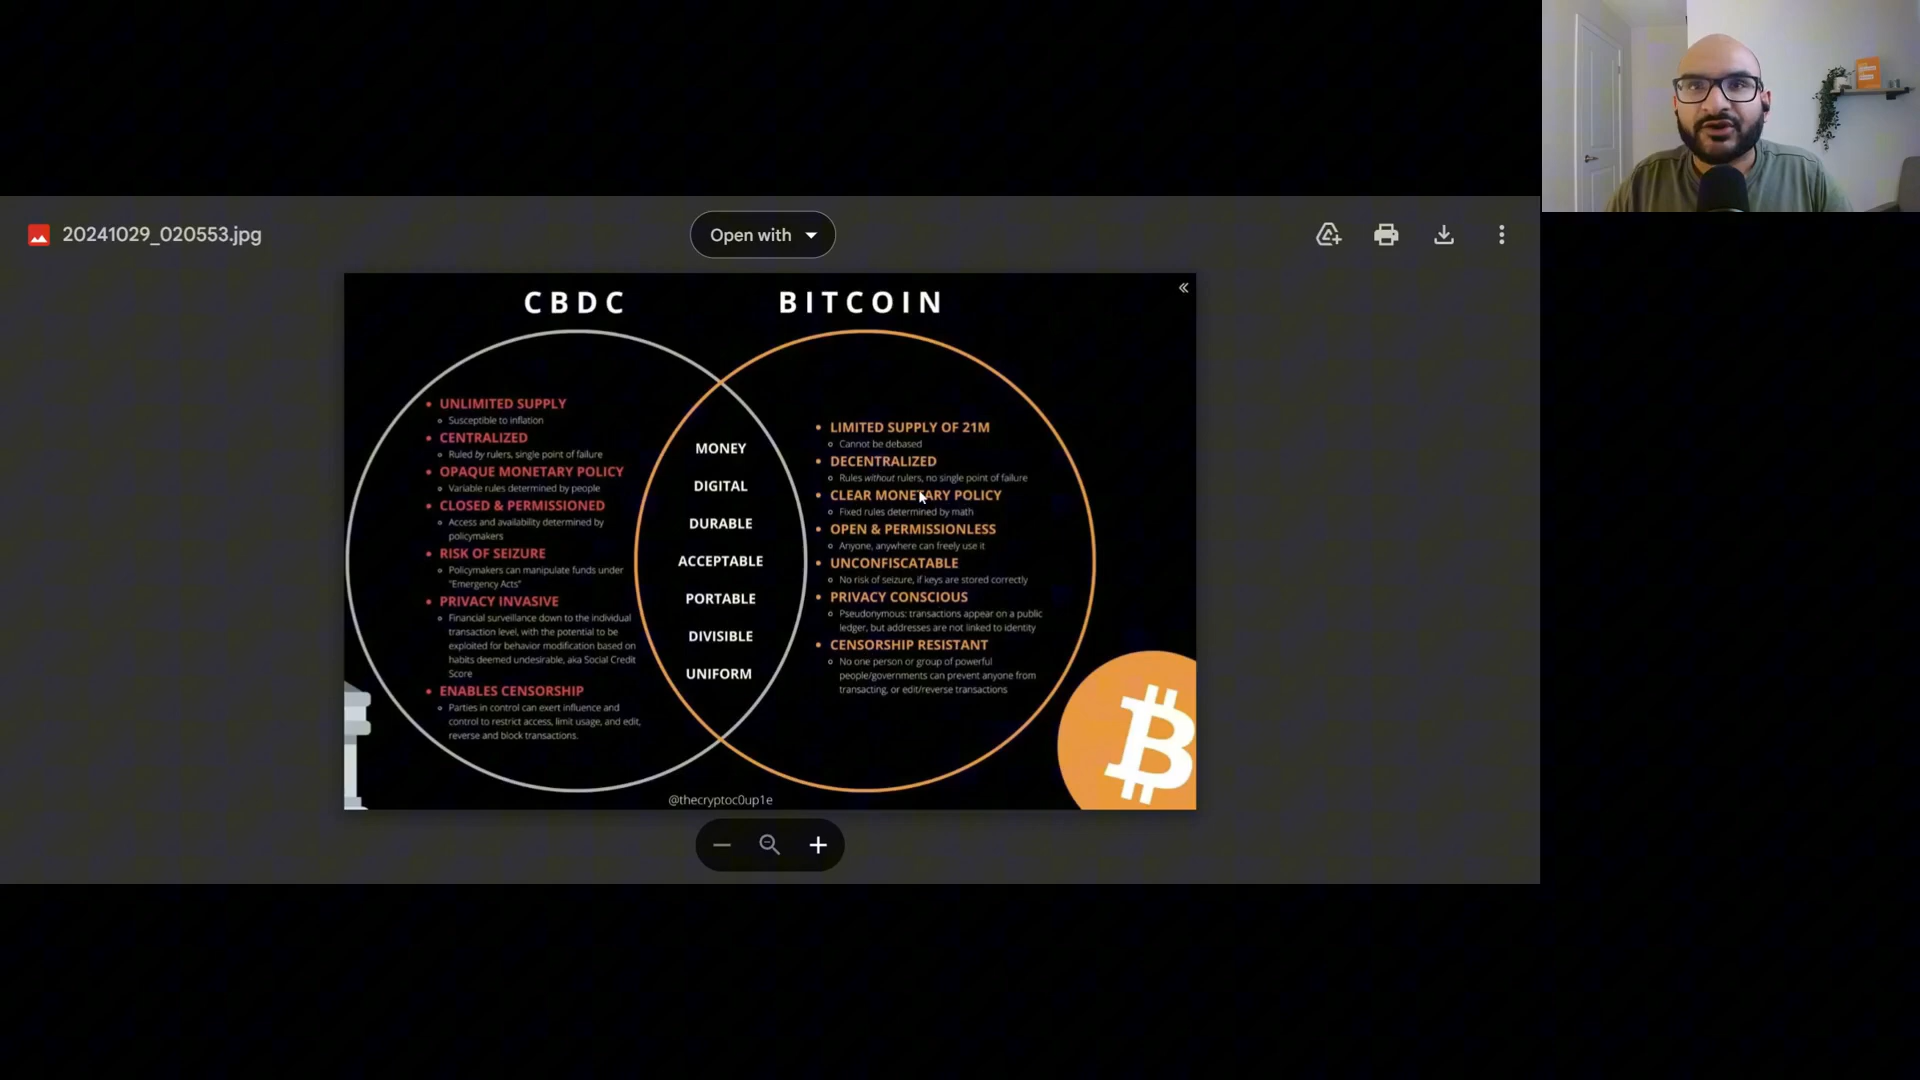 20241029_020553.jpg
Open with
CBDC
BITCOIN
UNLIMITED SUPPLY
Susceptible to inflation
CENTRALIZED
Ruled by rulers, single point of failure
OPAQUE MONETARY POLICY
Variable rules determined by people
CLOSED & PERMISSIONED
Access and availability determined by
policymakers
RISK OF SEIZURE
Policymakers can manipulate funds under
"Emergency Acts"
PRIVACY INVASIVE
Financial surveillance down to the individual
transaction level, with the potential to be
exploited for behavior modification based on
habits deemed undesirable, aka Social Credit
Score
ENABLES CENSORSHIP
Parties in control can exert influence and
control to restrict access, limit usage, and edit,
reverse and block transactions.
MONEY
DIGITAL
DURABLE
ACCEPTABLE
PORTABLE
DIVISIBLE
UNIFORM
LIMITED SUPPLY OF 21M
Cannot be debased
DECENTRALIZED
Rules without rulers, no single point of failure
CLEAR MONETARY POLICY
Fixed rules determined by math
OPEN & PERMISSIONLESS
Anyone, anywhere can freely use it
UNCONFISCATABLE
No risk of seizure, if keys are stored correctly
PRIVACY CONSCIOUS
Pseudonymous: transactions appear on a public
ledger, but addresses are not linked to identity
CENSORSHIP RESISTANT
No one person or group of powerful
people/governments can prevent anyone from
transacting, or edit/reverse transactions
@thecryptoc0up1e